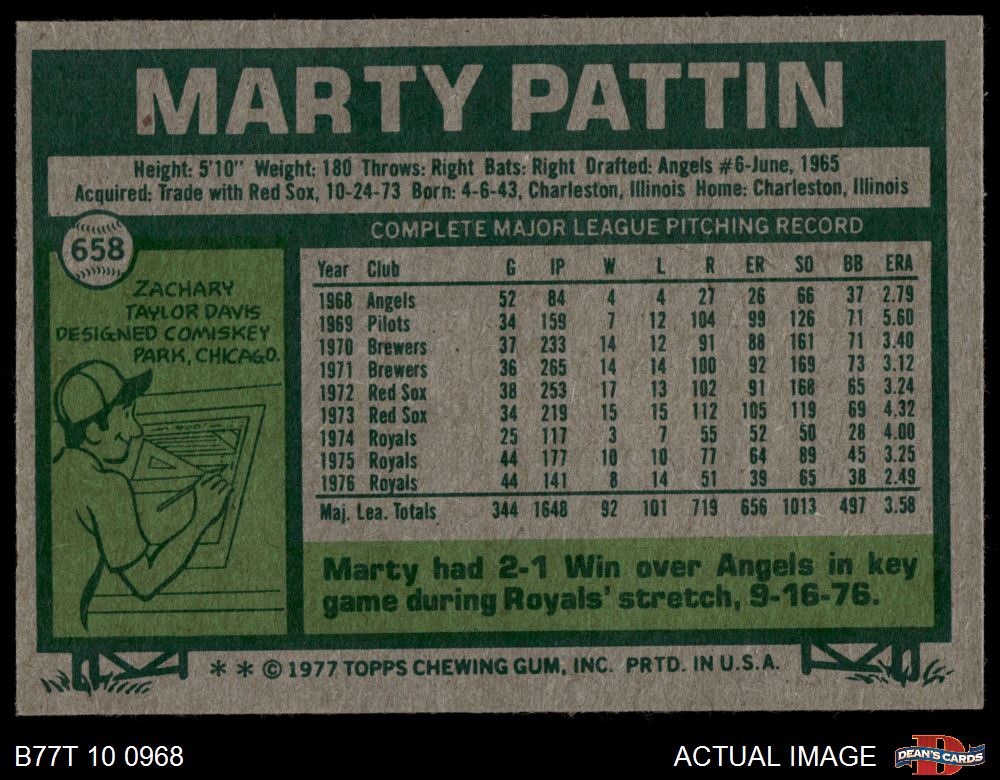 MARTY PATTIN
Height: 5'10" Weight: 180 Throws: Right Bats: Right Drafted: Angels #6-June, 1965
Acquired: Trade with Red Sox, 10-24-73 Born: 4-6-43, Charleston, Illinois Home: Charleston, Illinois
658
ZACHARY
TAYLOR DAVIS
DESIGNED COMISKEY
PARK, CHICAGO.
COMPLETE MAJOR LEAGUE PITCHING RECORD
Year Club G IP W L R ER SO BB ERA
1968 Angels 52 84 4 4 27 26 66 37 2.79
1969 Pilots 34 159 7 12 104 99 126 71 5.60
1970 Brewers 37 233 14 12 91 88 161 71 3.40
1971 Brewers 36 265 14 14 100 92 169 73 3.12
1972 Red Sox 38 253 17 13 102 91 168 65 3.24
1973 Red Sox 34 219 15 15 112 105 119 69 4.32
1974 Royals 25 117 3 7 55 52 50 28 4.00
1975 Royals 44 177 10 10 77 64 89 45 3.25
1976 Royals 44 141 8 14 51 39 65 38 2.49
Maj. Lea. Totals 344 1648 92 101 719 656 1013 497 3.58
Marty had 2-1 Win over Angels in key
game during Royals' stretch, 9-16-76.
* * © 1977 TOPPS CHEWING GUM, INC. PRTD. IN U.S.A.
B77T 10 0968
ACTUAL IMAGE
D
DEAN'S CARDS